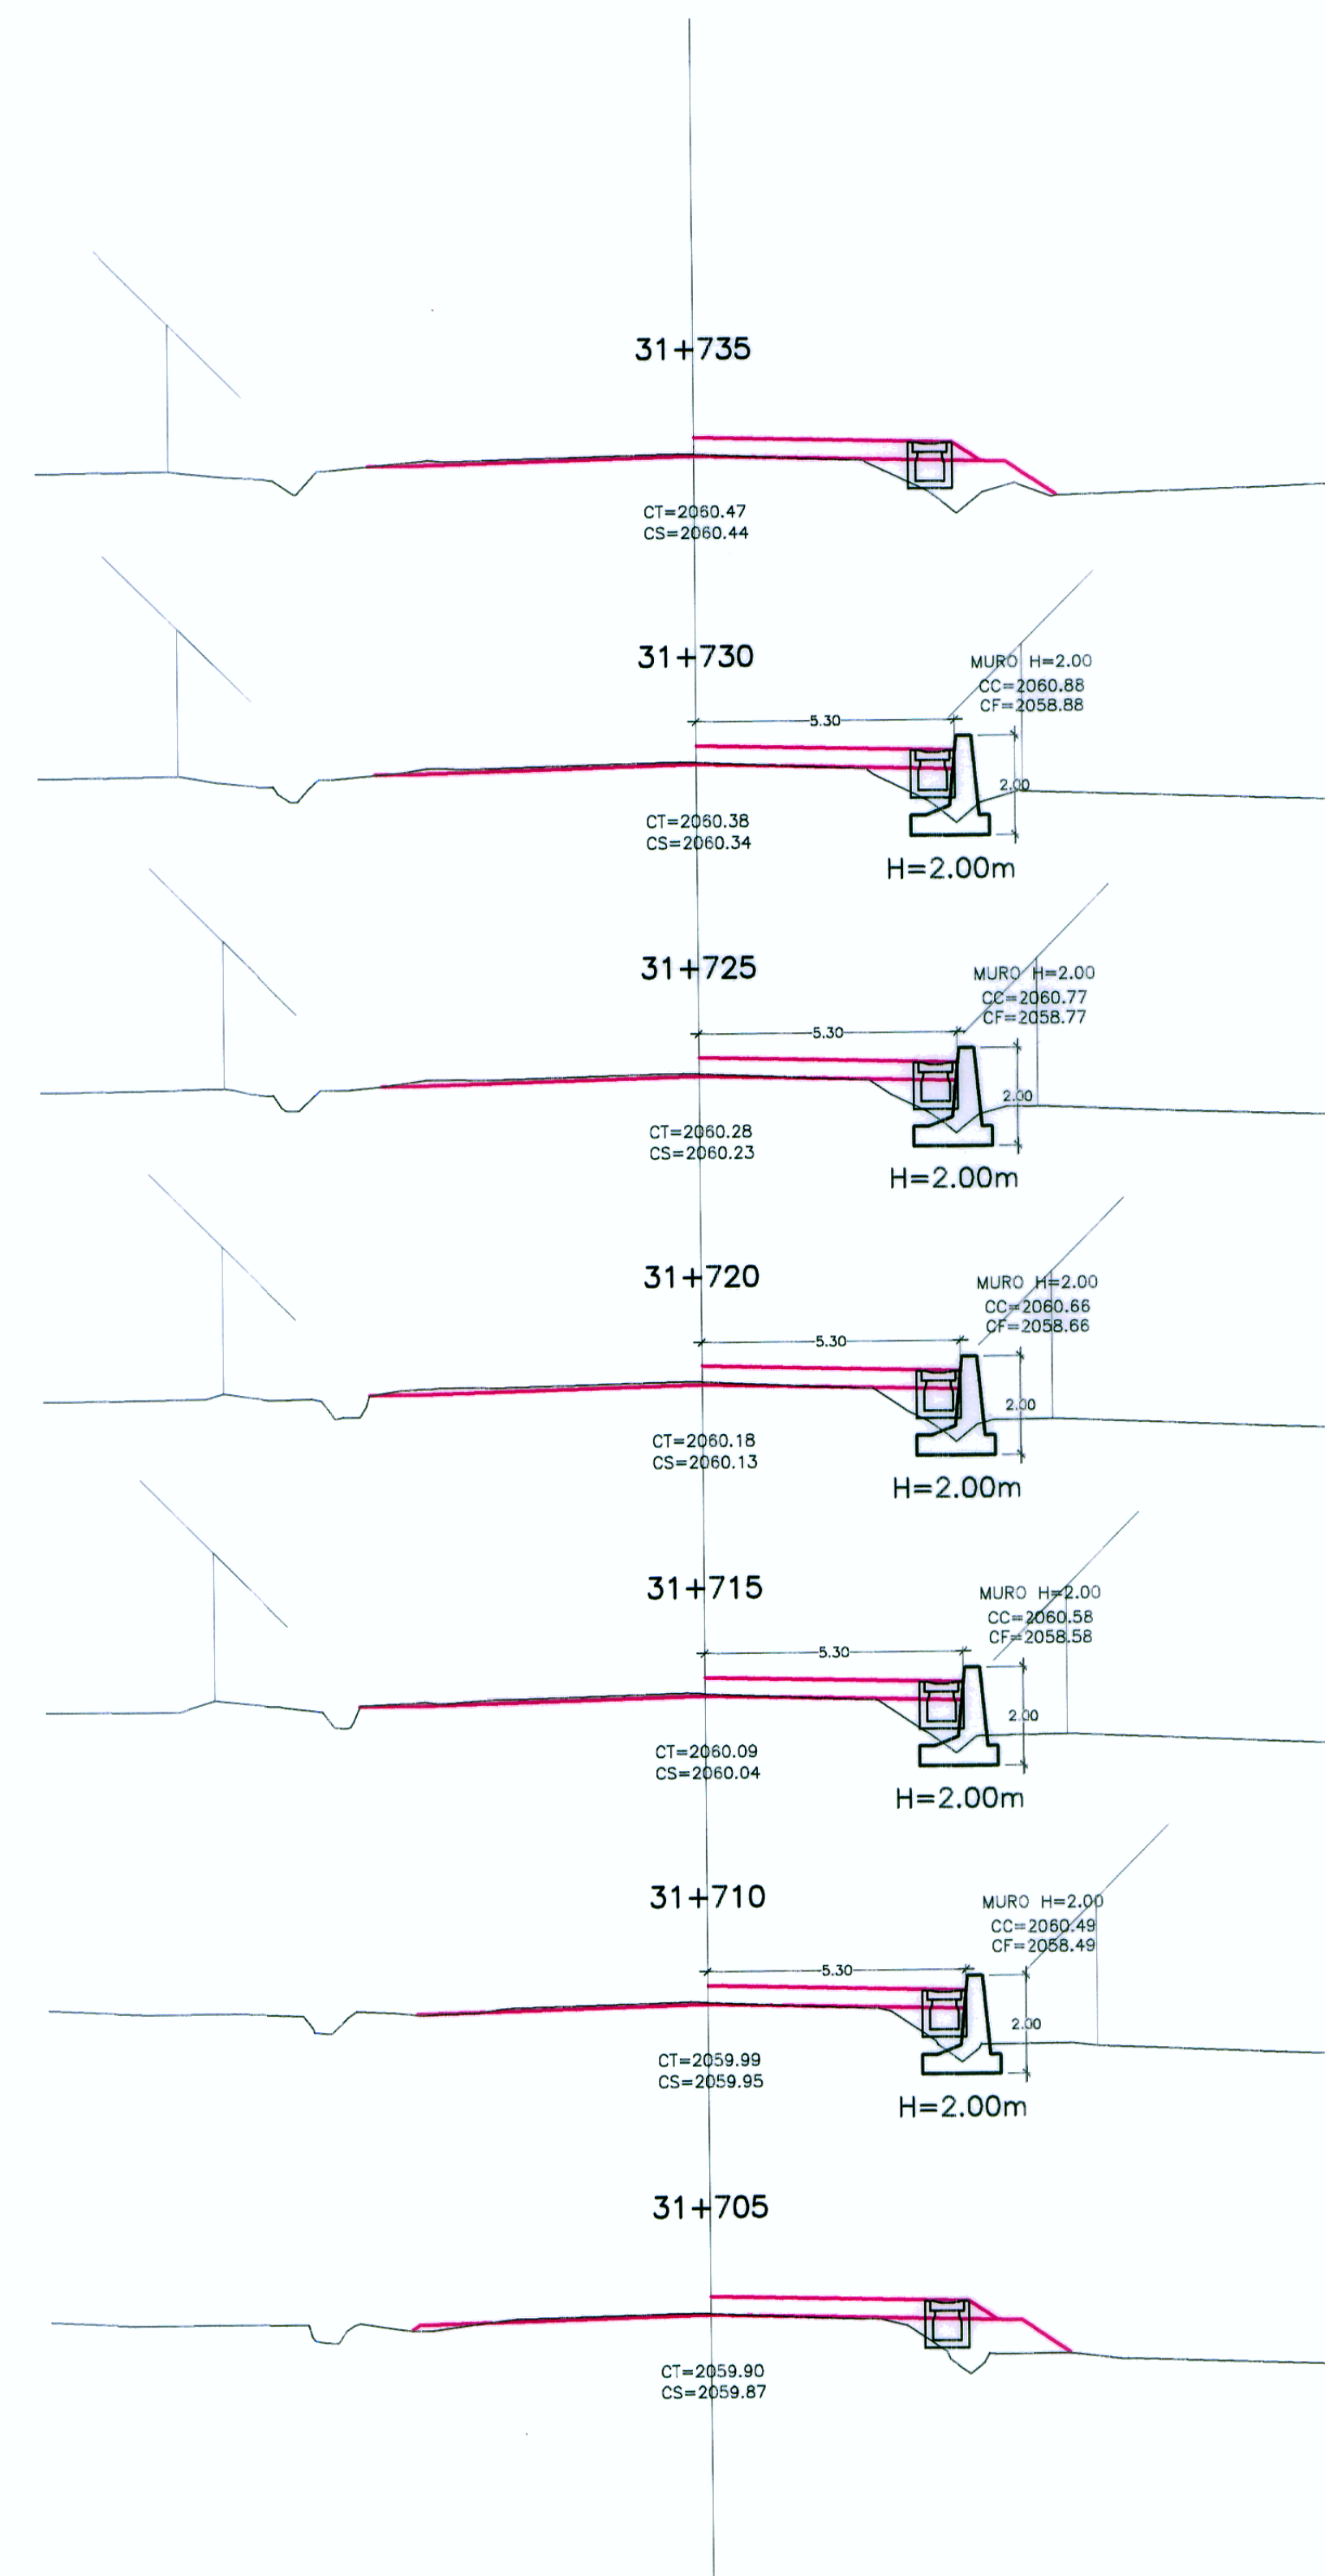 31+735
CT=2060.47
CS=2060.44
31+730
MURO H=2.00
CC=2060.88
CF=2058.88
5.30
2.00
CT=2060.38
CS=2060.34
H=2.00m
31+725
MURO H=2.00
CC=2060.77
CF=2058.77
5.30
2.00
CT=2060.28
CS=2060.23
H=2.00m
31+720
MURO H=2.00
CC=2060.66
CF=2058.66
5.30
2.00
CT=2060.18
CS=2060.13
H=2.00m
31+715
MURO H=2.00
CC=2060.58
CF=2058.58
5.30
2.00
CT=2060.09
CS=2060.04
H=2.00m
31+710
MURO H=2.00
CC=2060.49
CF=2058.49
5.30
2.00
CT=2059.99
CS=2059.95
H=2.00m
31+705
CT=2059.90
CS=2059.87